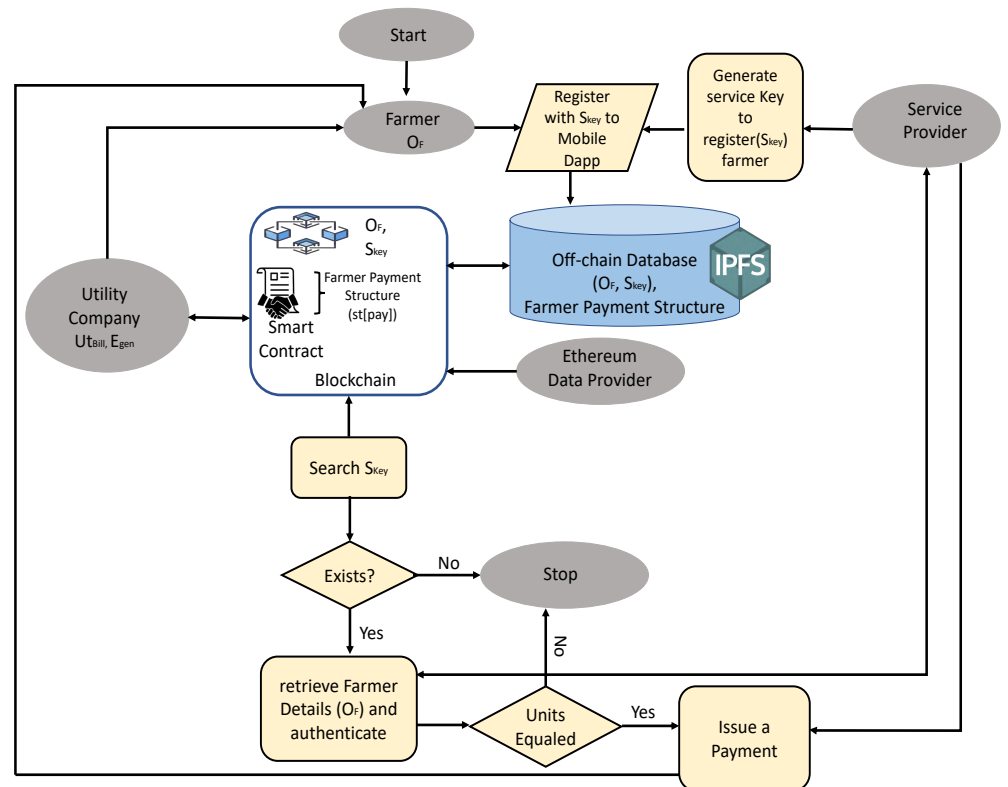 Start
Farmer
OF
Register
with Skey to
Mobile
Dapp
Generate
service Key
to
register(Skey)
farmer
Service
Provider
OF,
Skey
Farmer Payment
Structure
(st[pay])
Smart
Contract
Blockchain
Off-chain Database
(OF, Skey),
Farmer Payment Structure
IPFS
Utility
Company
UtBill, Egen
Ethereum
Data Provider
Search SKey
Exists?
No
Stop
Yes
No
retrieve Farmer
Details (OF) and
authenticate
Units
Equaled
Yes
Issue a
Payment